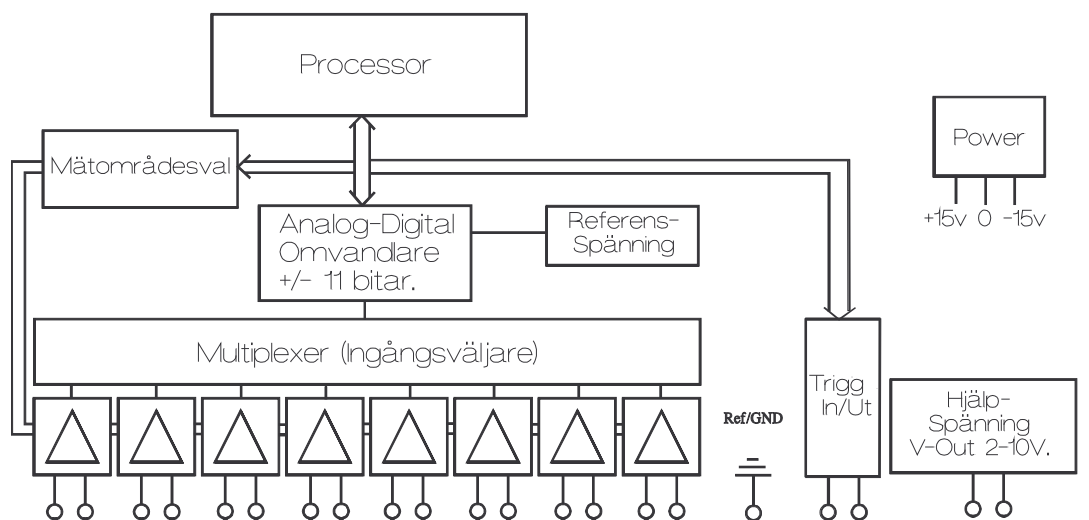 Processor
Mätområdesval
Power
+15v 0 -15v
Analog-Digital
Omvandlare
+/- 11 bitar.
Referens-
Spänning
Multiplexer (Ingångsväljare)
Ref/GND
Trigg
In/Ut
Hjälp-
Spänning
V-Out 2-10V.